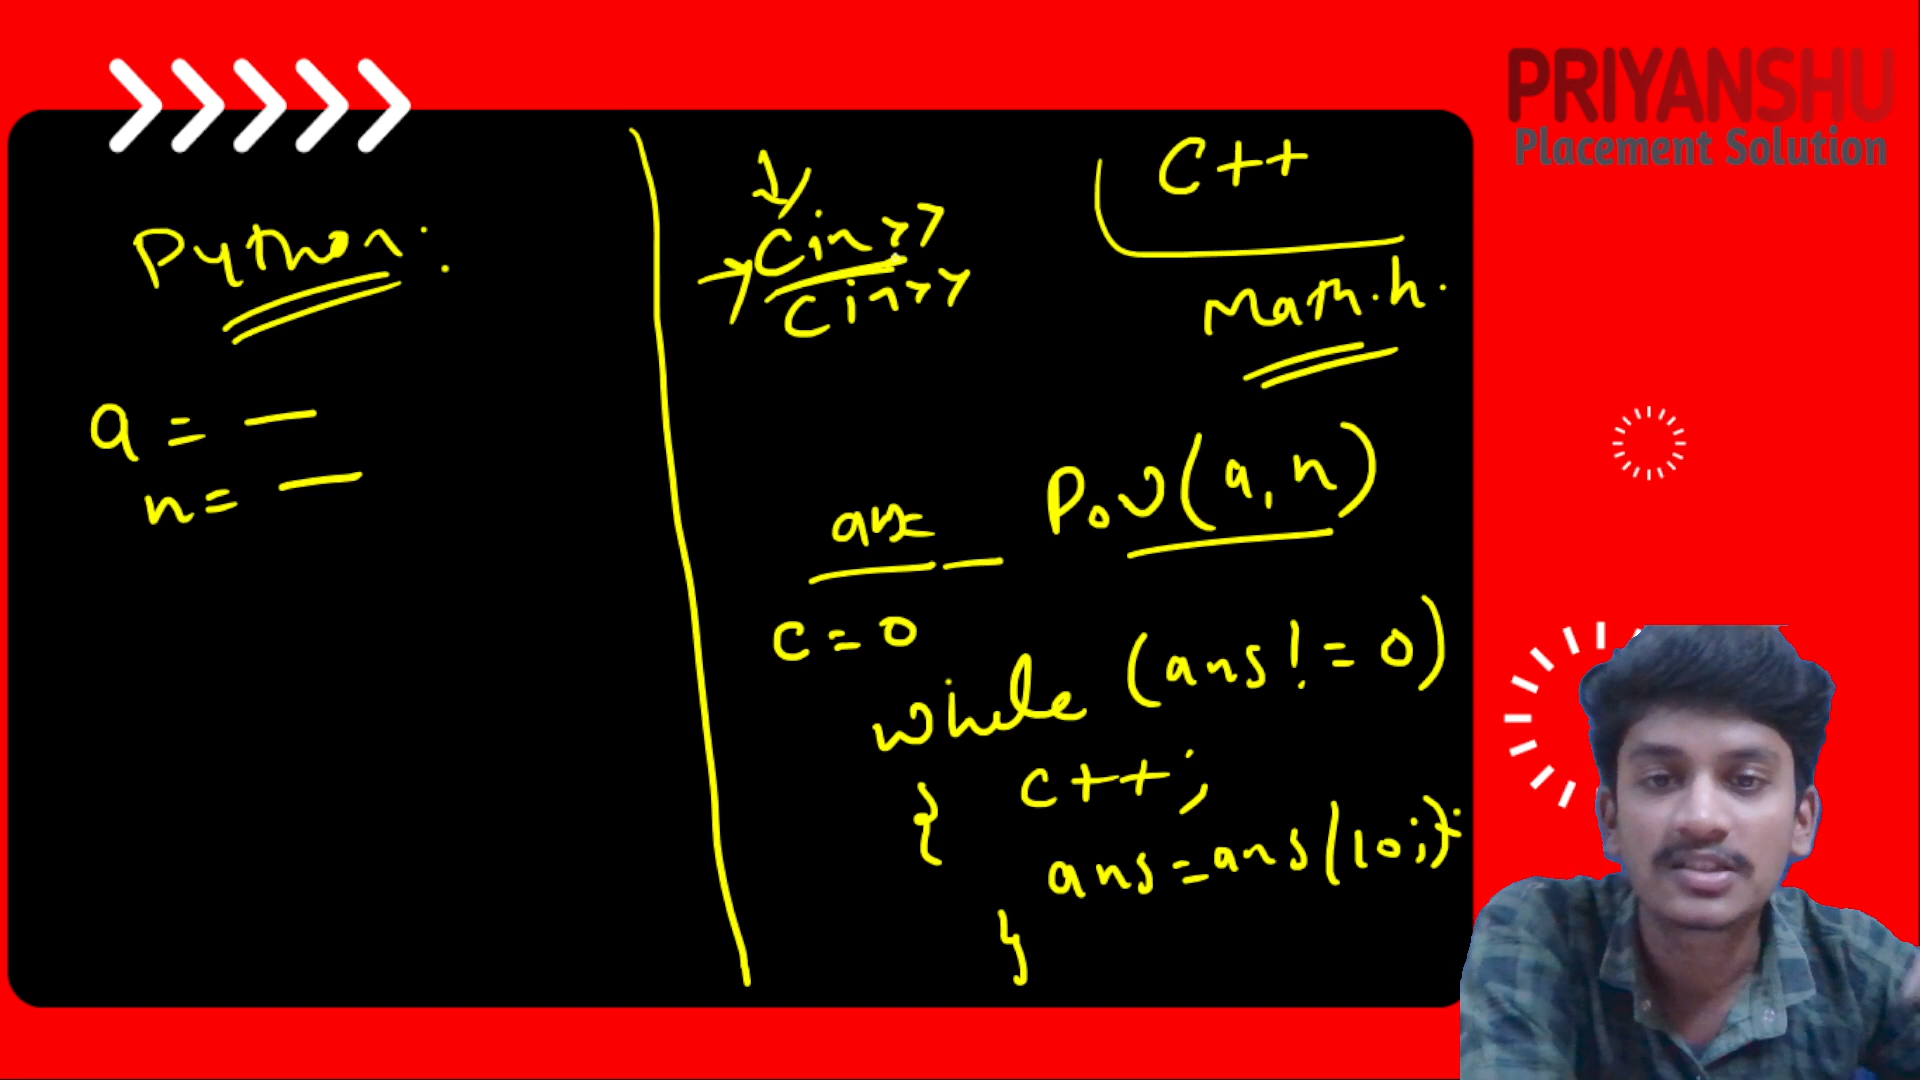 PRIYANSHU
Placement Solution
Python:
a = —
n = —
C++
Cin>>
Cin>>
Math.h.
ans = Pow(a, n)
c = 0
while (ans != 0)
{ c++;
ans = ans/10;
}